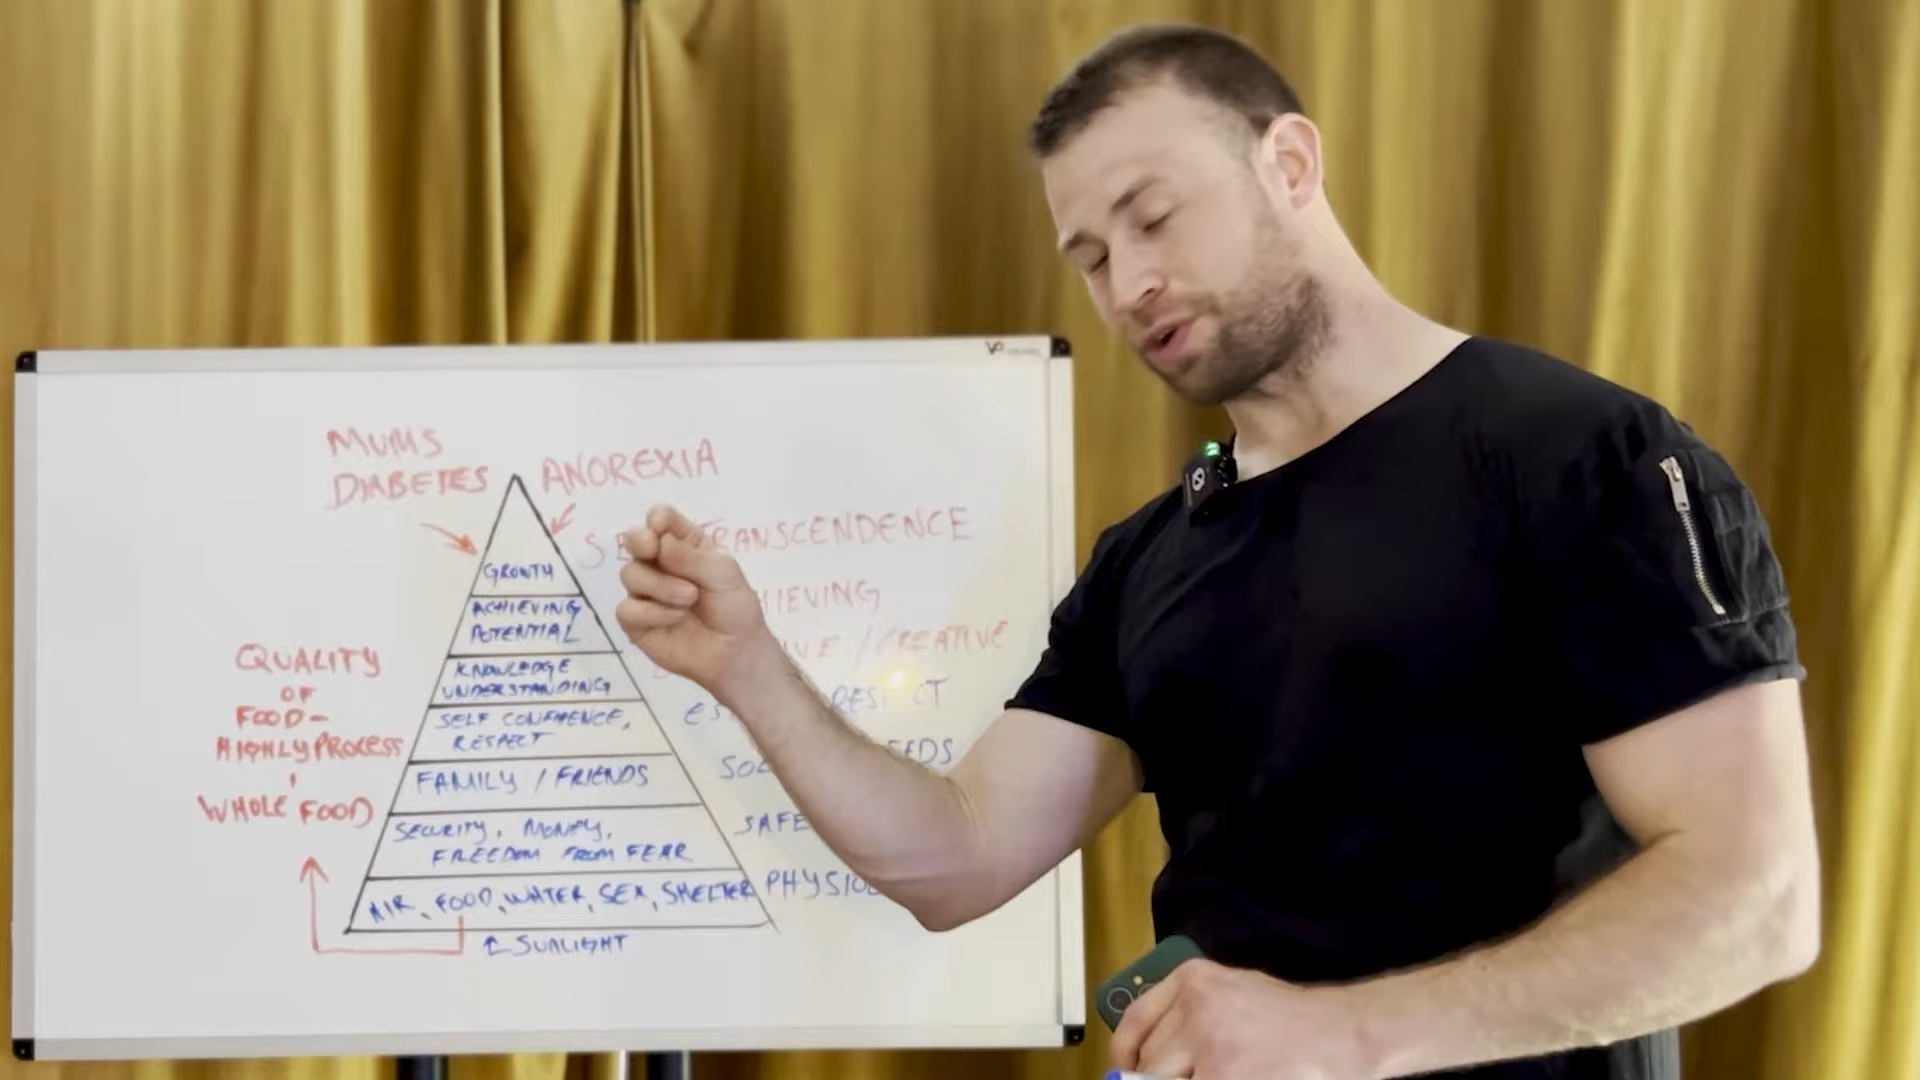 MUMS
DIABETES
ANOREXIA
TRANSCENDENCE
GROWTH
ACHIEVING
POTENTIAL
KNOWLEDGE
UNDERSTANDING
/ CREATIVE
SELF CONFIDENCE,
RESPECT
FAMILY / FRIENDS
SECURITY, MONEY,
FREEDOM FROM FEAR
AIR, FOOD, WATER, SEX, SHELTER
↑ SUNLIGHT
QUALITY
OF
FOOD -
HIGHLY PROCESS
WHOLE FOOD